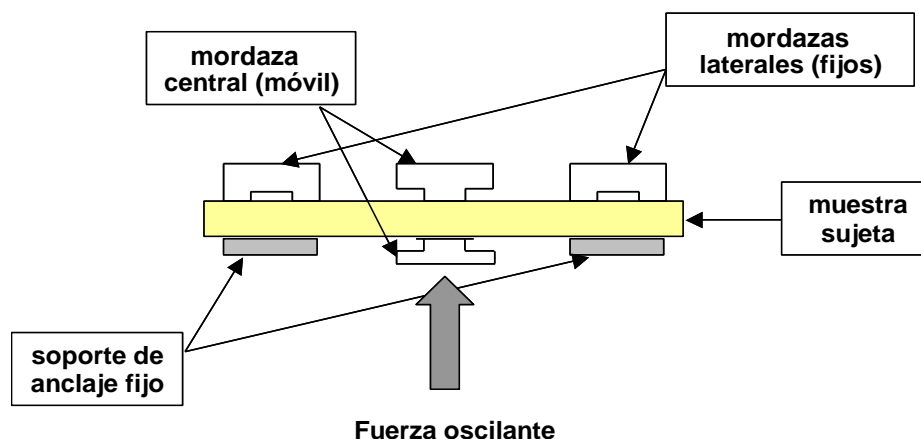 mordaza
central (móvil)
mordazas
laterales (fijos)
muestra
sujeta
soporte de
anclaje fijo
Fuerza oscilante